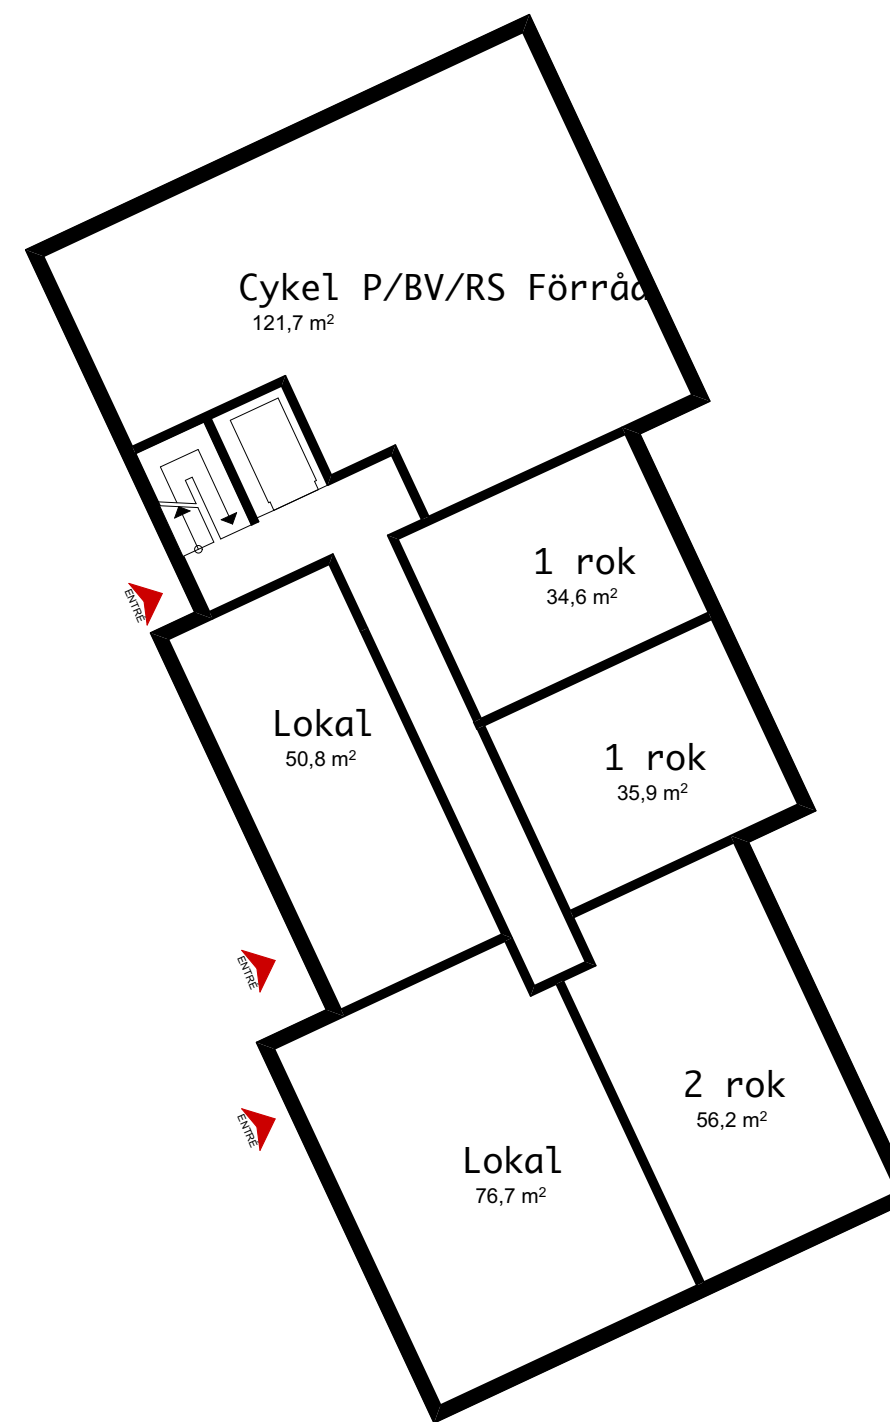 Cykel P/BV/RS Förråd
121,7 m²
1 rok
34,6 m²
ENTRÉ
Lokal
50,8 m²
1 rok
35,9 m²
ENTRÉ
2 rok
56,2 m²
ENTRÉ
Lokal
76,7 m²